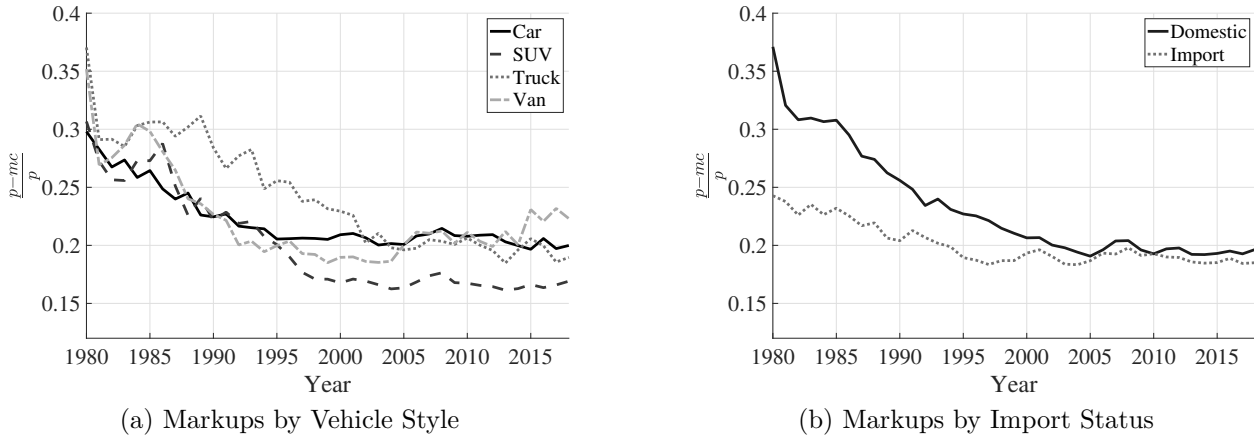 0.4
0.35
0.3
0.25
0.2
0.15
p−mc
p
Car
SUV
Truck
Van
1980 1985 1990 1995 2000 2005 2010 2015
Year
(a) Markups by Vehicle Style
0.4
0.35
0.3
0.25
0.2
0.15
p−mc
p
Domestic
Import
1980 1985 1990 1995 2000 2005 2010 2015
Year
(b) Markups by Import Status